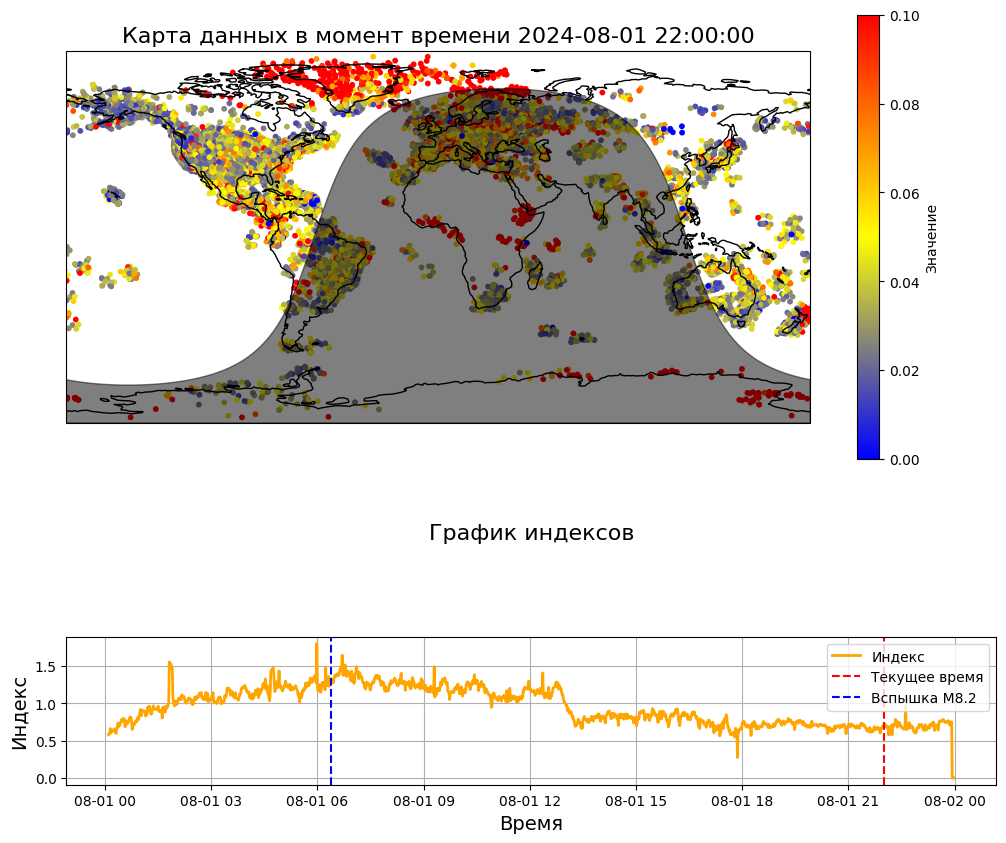 Карта данных в момент времени 2024-08-01 22:00:00
0.10
0.08
0.06
0.04
0.02
0.00
Значение
График индексов
Индекс
1.5
1.0
0.5
0.0
Индекс
Текущее время
Вспышка M8.2
08-01 00
08-01 03
08-01 06
08-01 09
08-01 12
08-01 15
08-01 18
08-01 21
08-02 00
Время